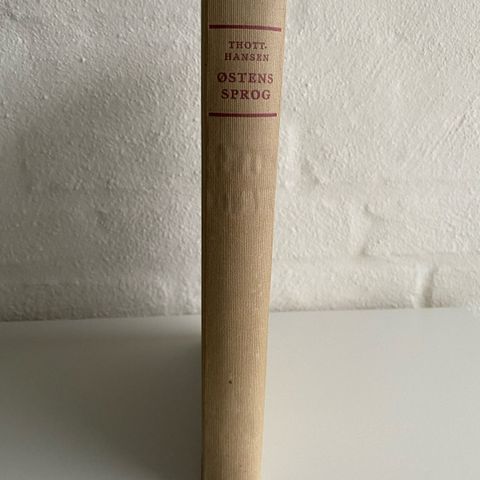 THOTT-
HANSEN
ØSTENS
SPROG